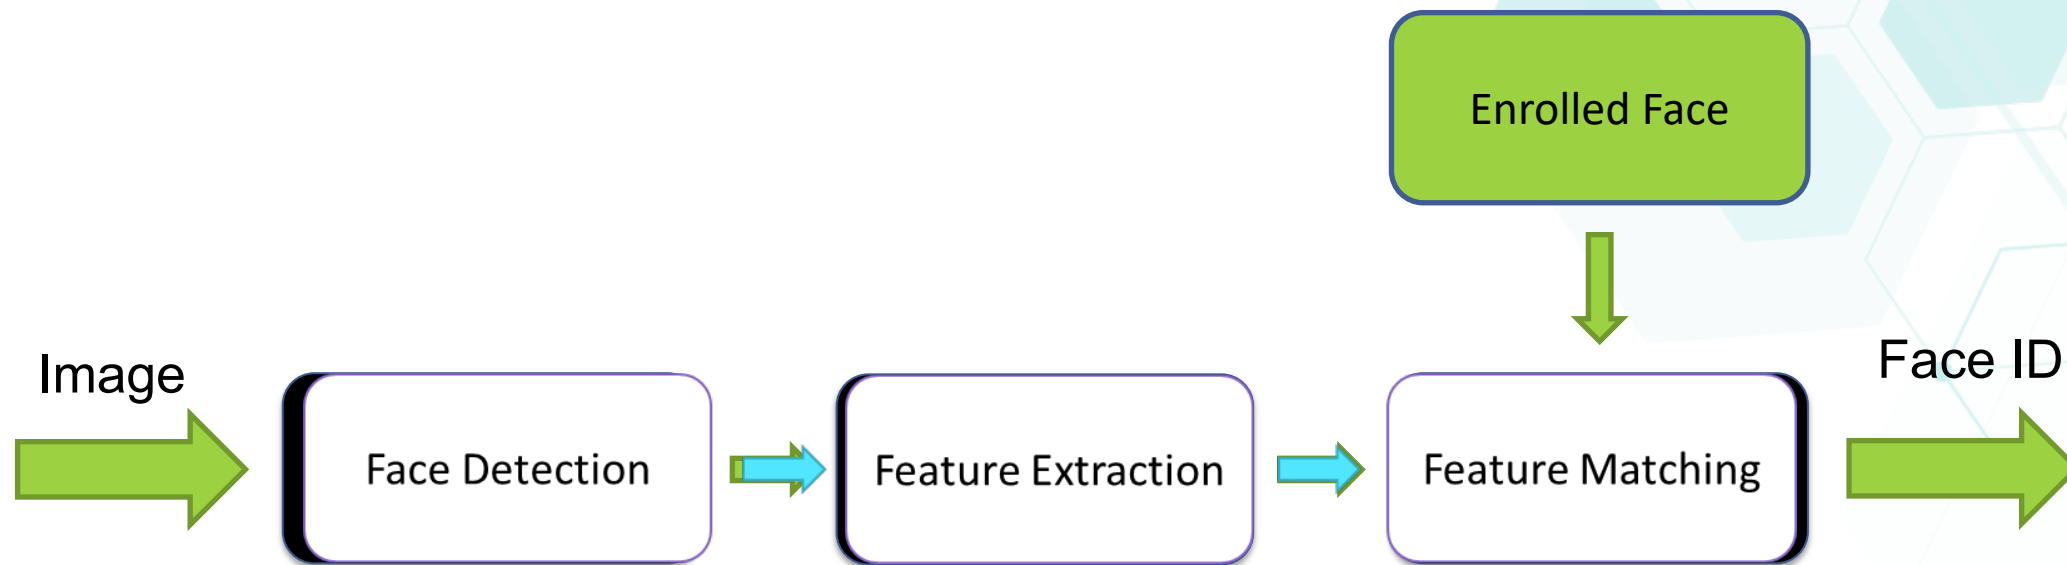 Enrolled Face
Image
Face ID
Face Detection
Feature Extraction
Feature Matching